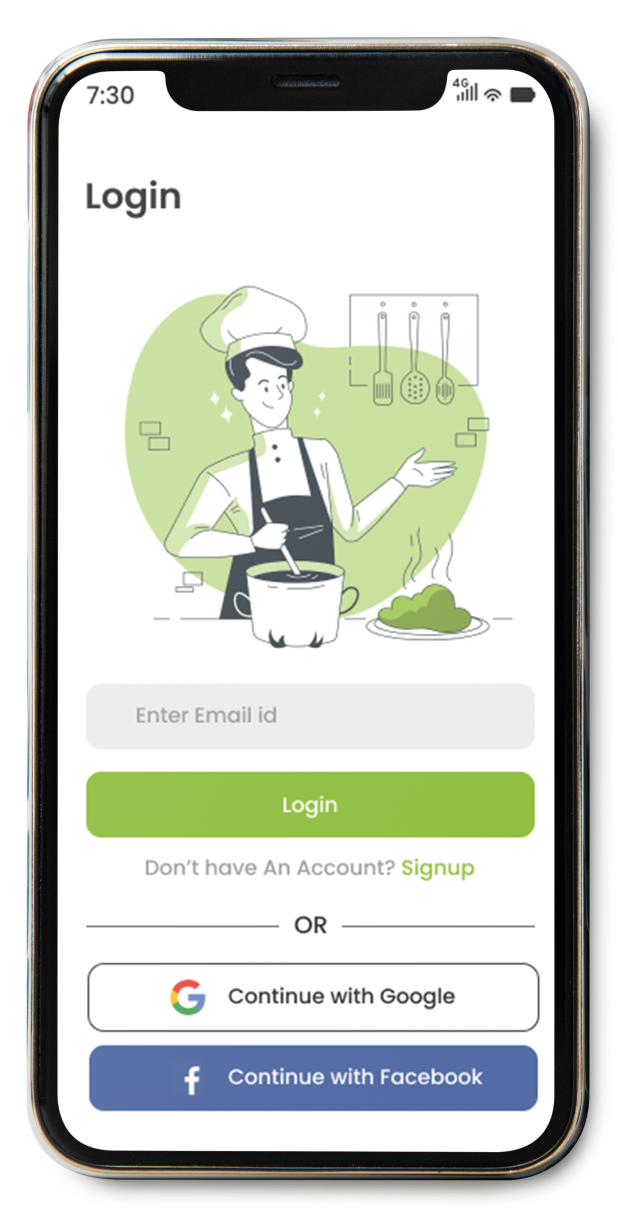 7:30
4G
Login
Enter Email id
Login
Don't have An Account? Signup
OR
Continue with Google
Continue with Facebook